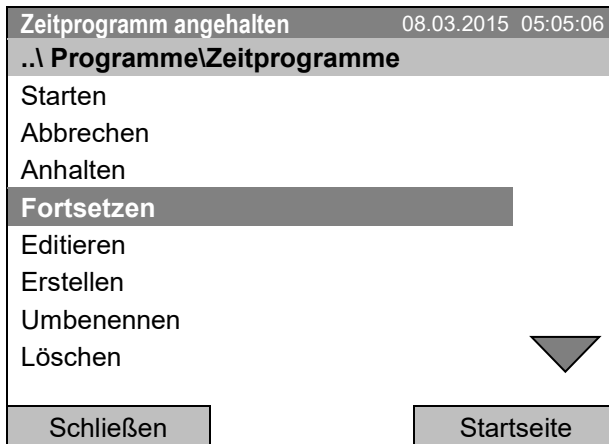 Zeitprogramm angehalten 08.03.2015 05:05:06
..\ Programme\Zeitprogramme
Starten
Abbrechen
Anhalten
Fortsetzen
Editieren
Erstellen
Umbenennen
Löschen
Schließen Startseite